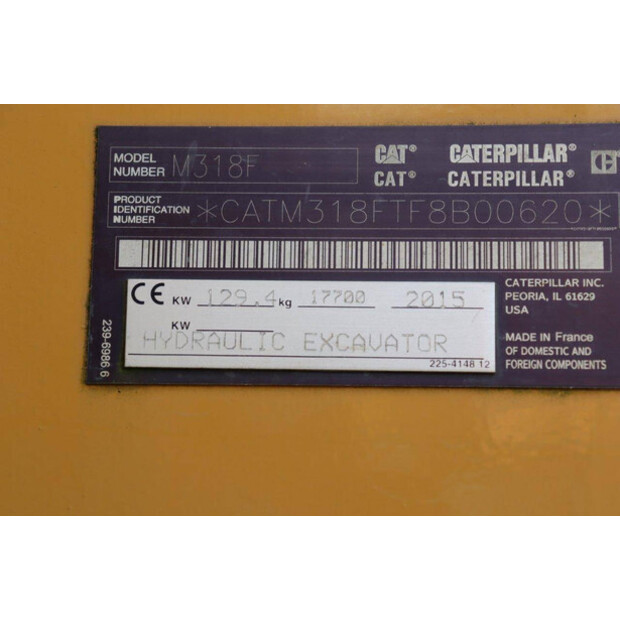 MODEL NUMBER M318F
CAT® CATERPILLAR®
CAT® CATERPILLAR®
PRODUCT IDENTIFICATION NUMBER *CATM318FTF8B00620*
CE KW 129.4 kg 17700 2015
KW
HYDRAULIC EXCAVATOR
225-4148 12
CATERPILLAR INC.
PEORIA, IL 61629
USA
MADE IN France
OF DOMESTIC AND
FOREIGN COMPONENTS
239-6986 6